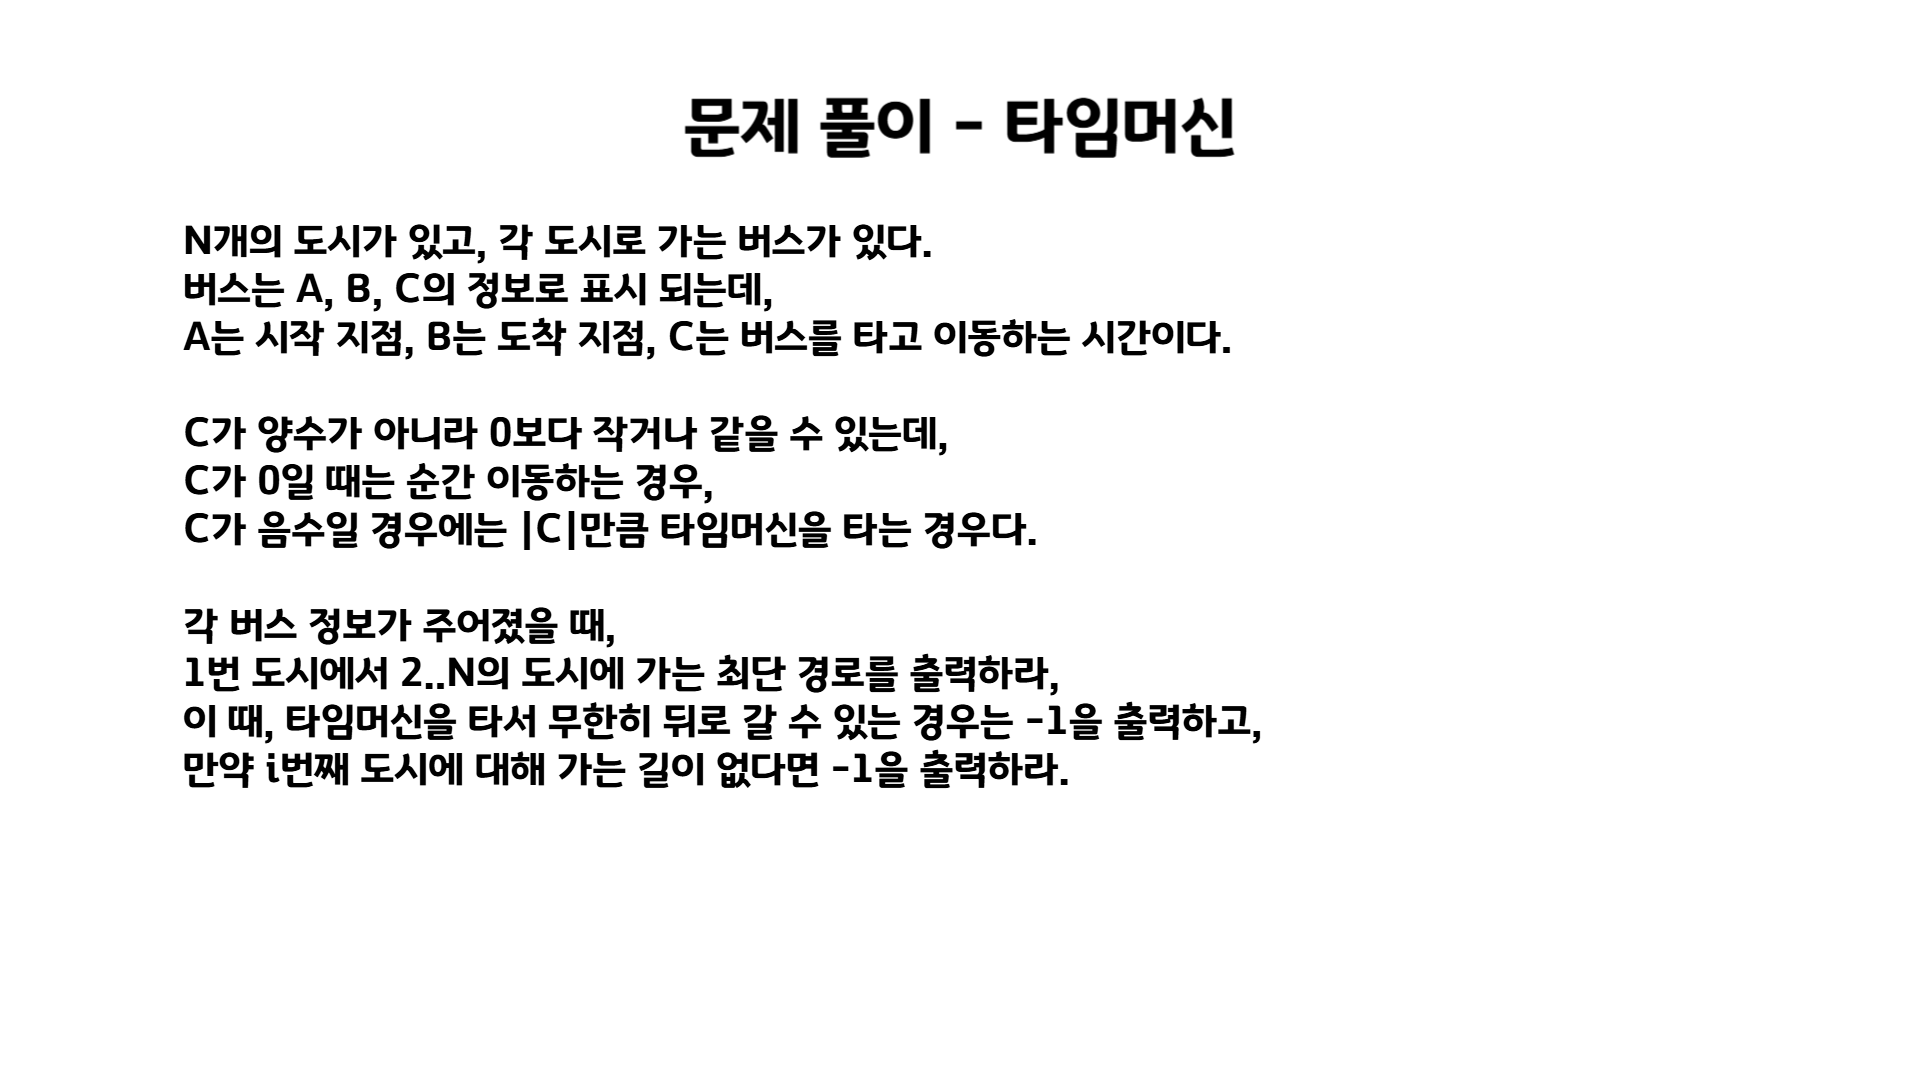 문제 풀이 - 타임머신
N개의 도시가 있고, 각 도시로 가는 버스가 있다.
버스는 A, B, C의 정보로 표시 되는데,
A는 시작 지점, B는 도착 지점, C는 버스를 타고 이동하는 시간이다.
C가 양수가 아니라 0보다 작거나 같을 수 있는데,
C가 0일 때는 순간 이동하는 경우,
C가 음수일 경우에는 |C|만큼 타임머신을 타는 경우다.
각 버스 정보가 주어졌을 때,
1번 도시에서 2..N의 도시에 가는 최단 경로를 출력하라,
이 때, 타임머신을 타서 무한히 뒤로 갈 수 있는 경우는 -1을 출력하고,
만약 i번째 도시에 대해 가는 길이 없다면 -1을 출력하라.